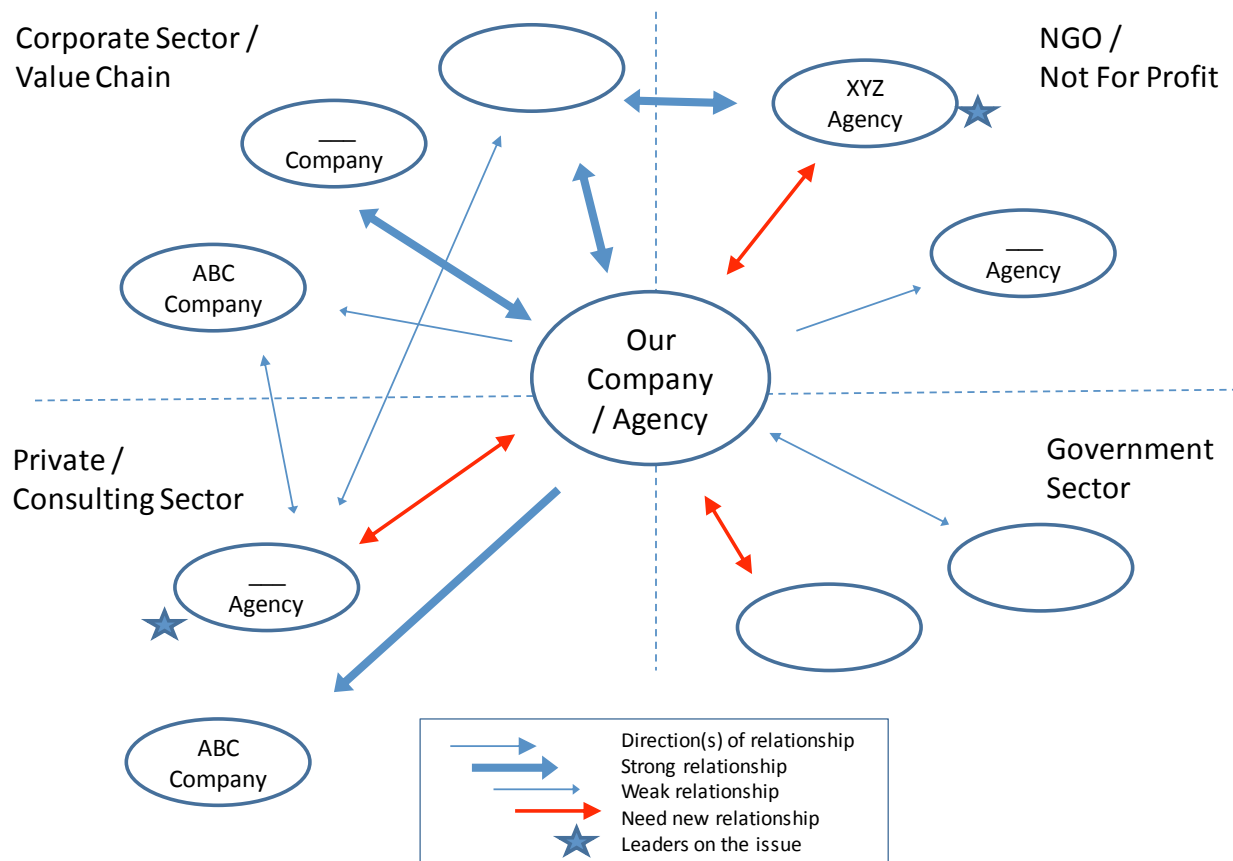 Corporate Sector /
Value Chain
NGO /
Not For Profit
XYZ
Agency
___
Company
___
Agency
ABC
Company
Our
Company
/ Agency
Private /
Consulting Sector
Government
Sector
___
Agency
ABC
Company
Direction(s) of relationship
Strong relationship
Weak relationship
Need new relationship
Leaders on the issue